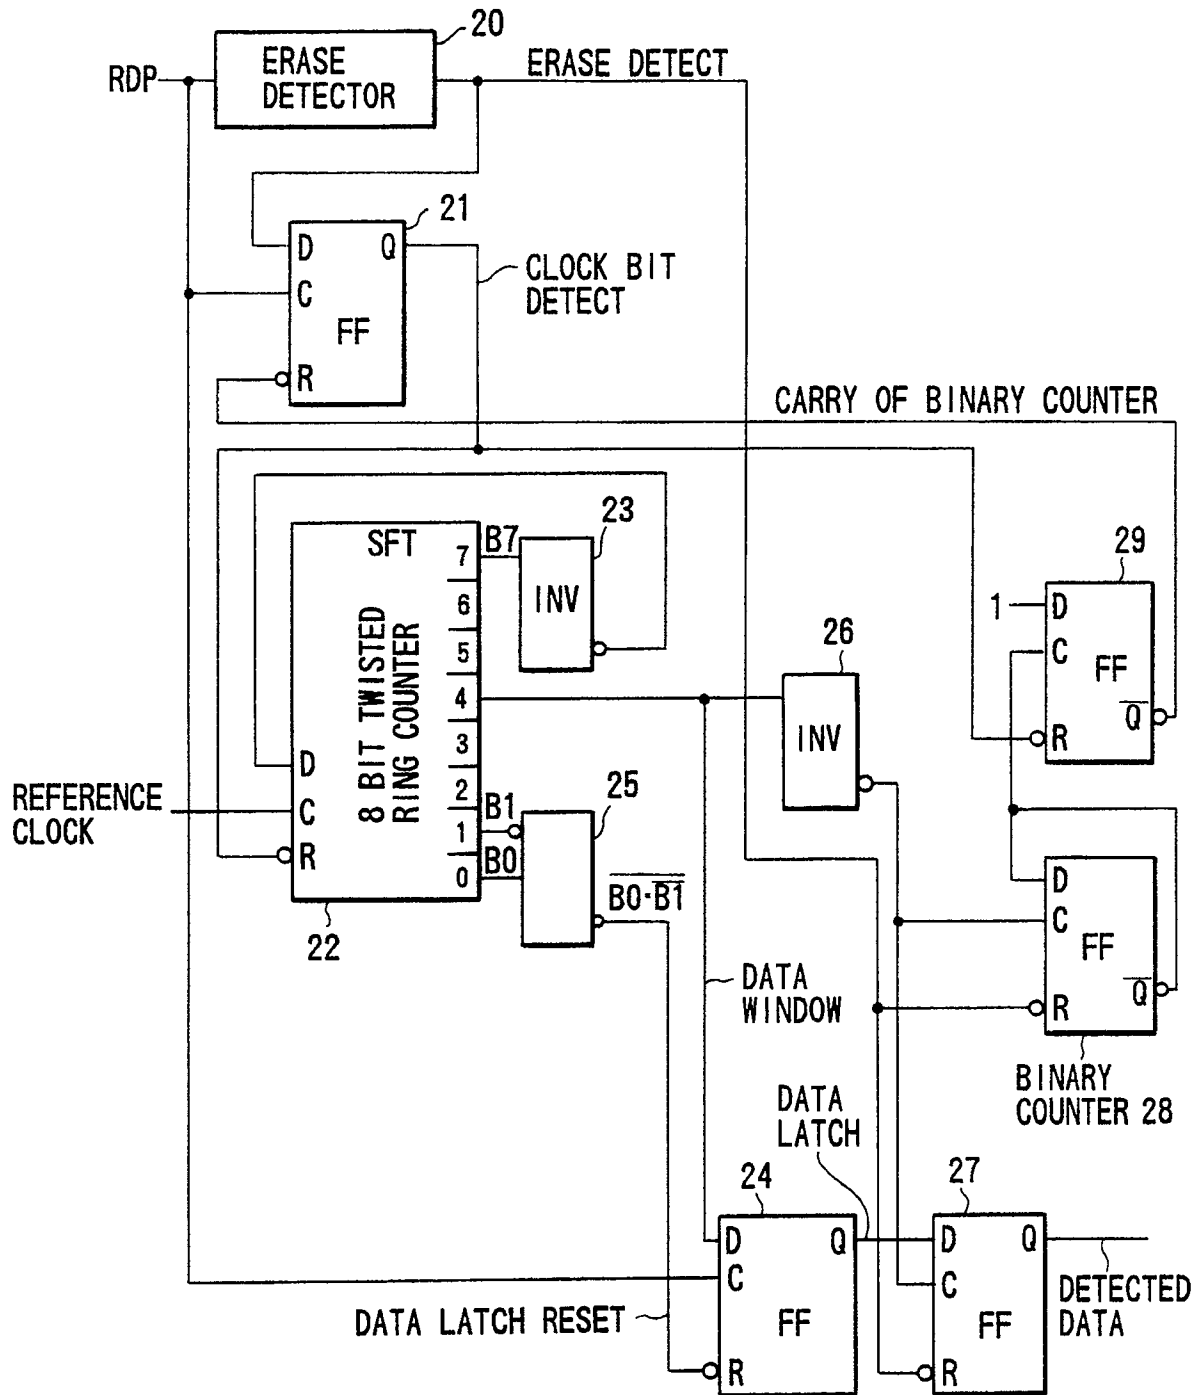 20
RDP
ERASE
DETECTOR
ERASE DETECT
21
D
Q
C
FF
R
CLOCK BIT
DETECT
CARRY OF BINARY COUNTER
SFT
8 BIT TWISTED
RING COUNTER
7
6
5
4
3
2
1
0
B7
B1
B0
D
C
R
22
REFERENCE
CLOCK
23
INV
25
B0·B1
26
INV
29
1
D
C
FF
Q
R
D
C
FF
Q
R
BINARY
COUNTER 28
DATA
WINDOW
DATA
LATCH
24
D
Q
C
FF
R
27
D
Q
C
FF
R
DATA LATCH RESET
DETECTED
DATA